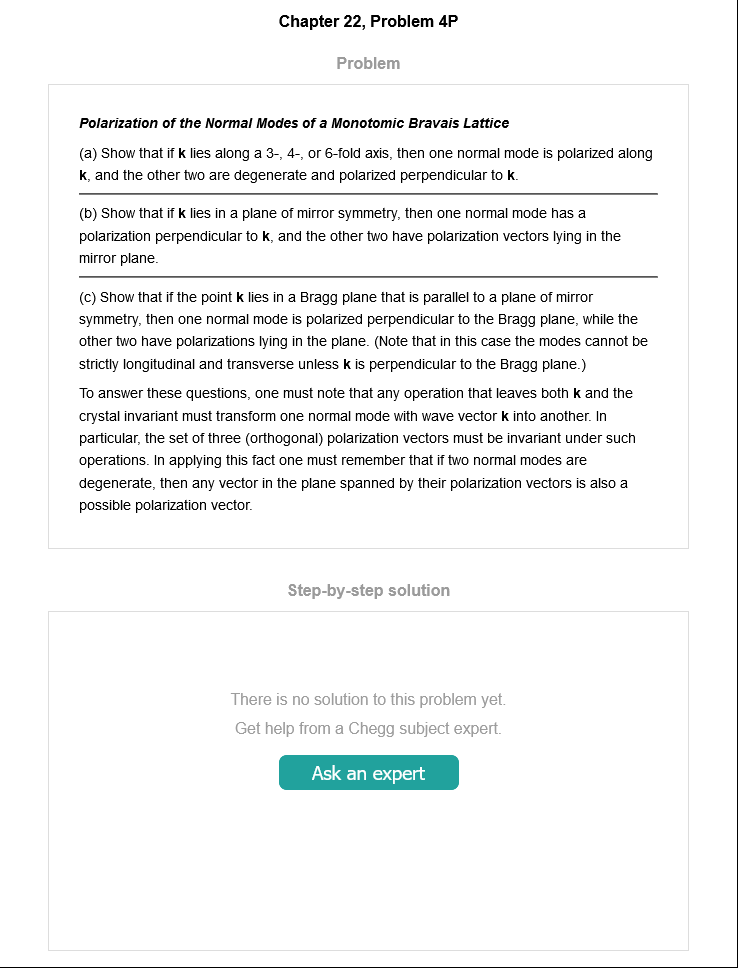 Chapter 22, Problem 4P
Problem
Polarization of the Normal Modes of a Monotomic Bravais Lattice
(a) Show that if k lies along a 3-, 4-, or 6-fold axis, then one normal mode is polarized along
k, and the other two are degenerate and polarized perpendicular to k.
(b) Show that if k lies in a plane of mirror symmetry, then one normal mode has a
polarization perpendicular to k, and the other two have polarization vectors lying in the
mirror plane.
(c) Show that if the point k lies in a Bragg plane that is parallel to a plane of mirror
symmetry, then one normal mode is polarized perpendicular to the Bragg plane, while the
other two have polarizations lying in the plane. (Note that in this case the modes cannot be
strictly longitudinal and transverse unless k is perpendicular to the Bragg plane.)
To answer these questions, one must note that any operation that leaves both k and the
crystal invariant must transform one normal mode with wave vector k into another. In
particular, the set of three (orthogonal) polarization vectors must be invariant under such
operations. In applying this fact one must remember that if two normal modes are
degenerate, then any vector in the plane spanned by their polarization vectors is also a
possible polarization vector.
Step-by-step solution
There is no solution to this problem yet.
Get help from a Chegg subject expert.
Ask an expert